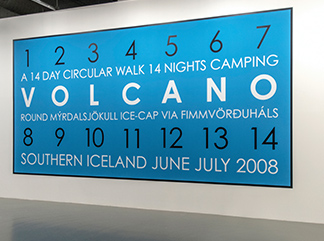 1 2 3 4 5 6 7
A 14 DAY CIRCULAR WALK 14 NIGHTS CAMPING
VOLCANO
ROUND MÝRDALSJÖKULL ICE-CAP VIA FIMMVÖRÐUHÁLS
8 9 10 11 12 13 14
SOUTHERN ICELAND JUNE JULY 2008